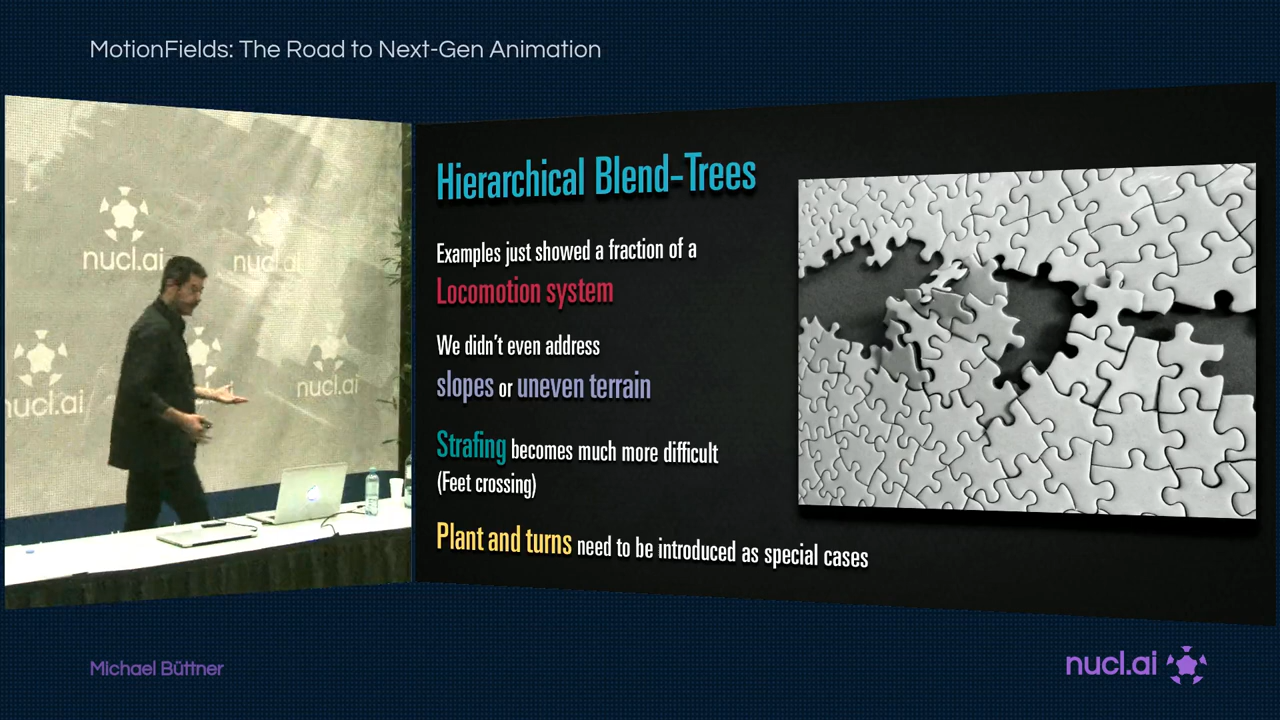 MotionFields: The Road to Next-Gen Animation
nucl.ai
nucl.ai
nucl.ai
nucl.ai
Hierarchical Blend-Trees
Examples just showed a fraction of a
Locomotion system
We didn't even address
slopes or uneven terrain
Strafing becomes much more difficult
(Feet crossing)
Plant and turns need to be introduced as special cases
Michael Büttner
nucl.ai